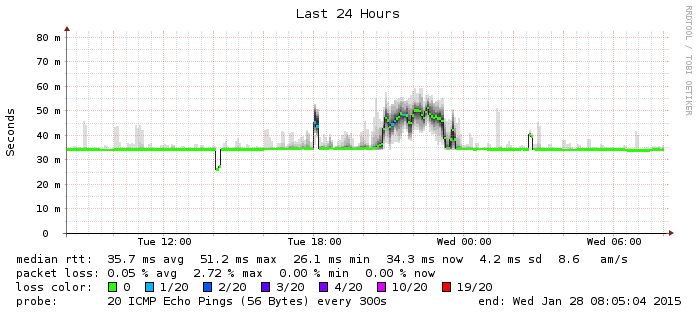 Last 24 Hours
RRDTOOL / TOBI OETIKER
Seconds
80 m
70 m
60 m
50 m
40 m
30 m
20 m
10 m
0
Tue 12:00 Tue 18:00 Wed 00:00 Wed 06:00
median rtt: 35.7 ms avg 51.2 ms max 26.1 ms min 34.3 ms now 4.2 ms sd 8.6 am/s
packet loss: 0.05 % avg 2.72 % max 0.00 % min 0.00 % now
loss color: 0 1/20 2/20 3/20 4/20 10/20 19/20
probe: 20 ICMP Echo Pings (56 Bytes) every 300s end: Wed Jan 28 08:05:04 2015